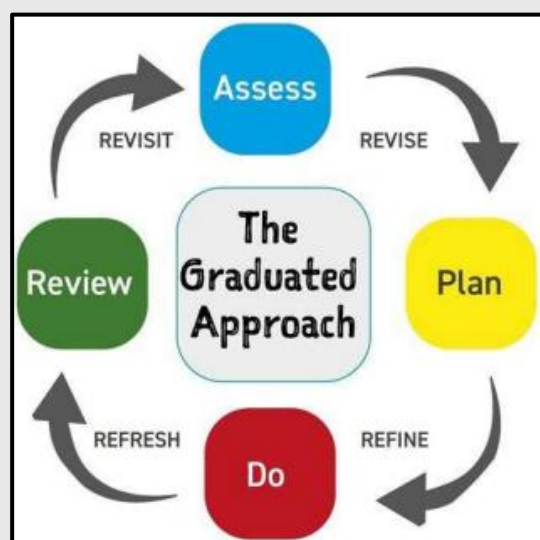 Assess
REVISIT
REVISE
The
Graduated
Approach
Review
Plan
REFRESH
REFINE
Do